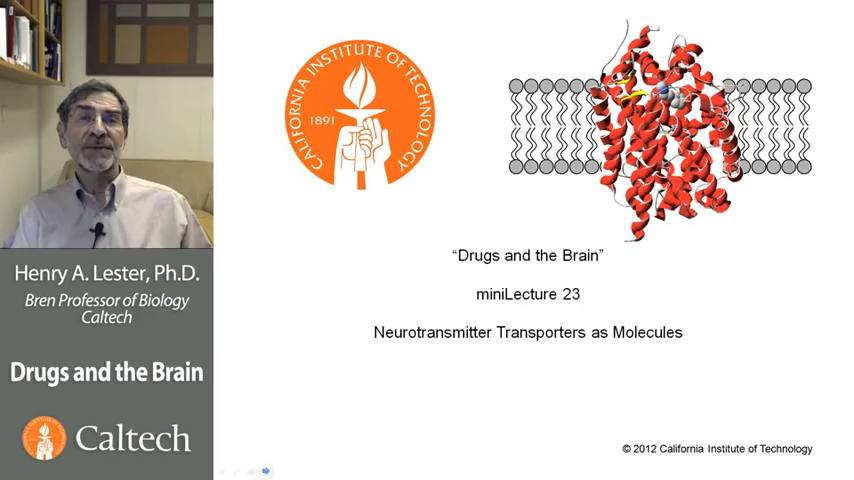 CALIFORNIA INSTITUTE OF TECHNOLOGY
1891
"Drugs and the Brain"
miniLecture 23
Neurotransmitter Transporters as Molecules
© 2012 California Institute of Technology
Henry A. Lester, Ph.D.
Bren Professor of Biology
Caltech
Drugs and the Brain
Caltech